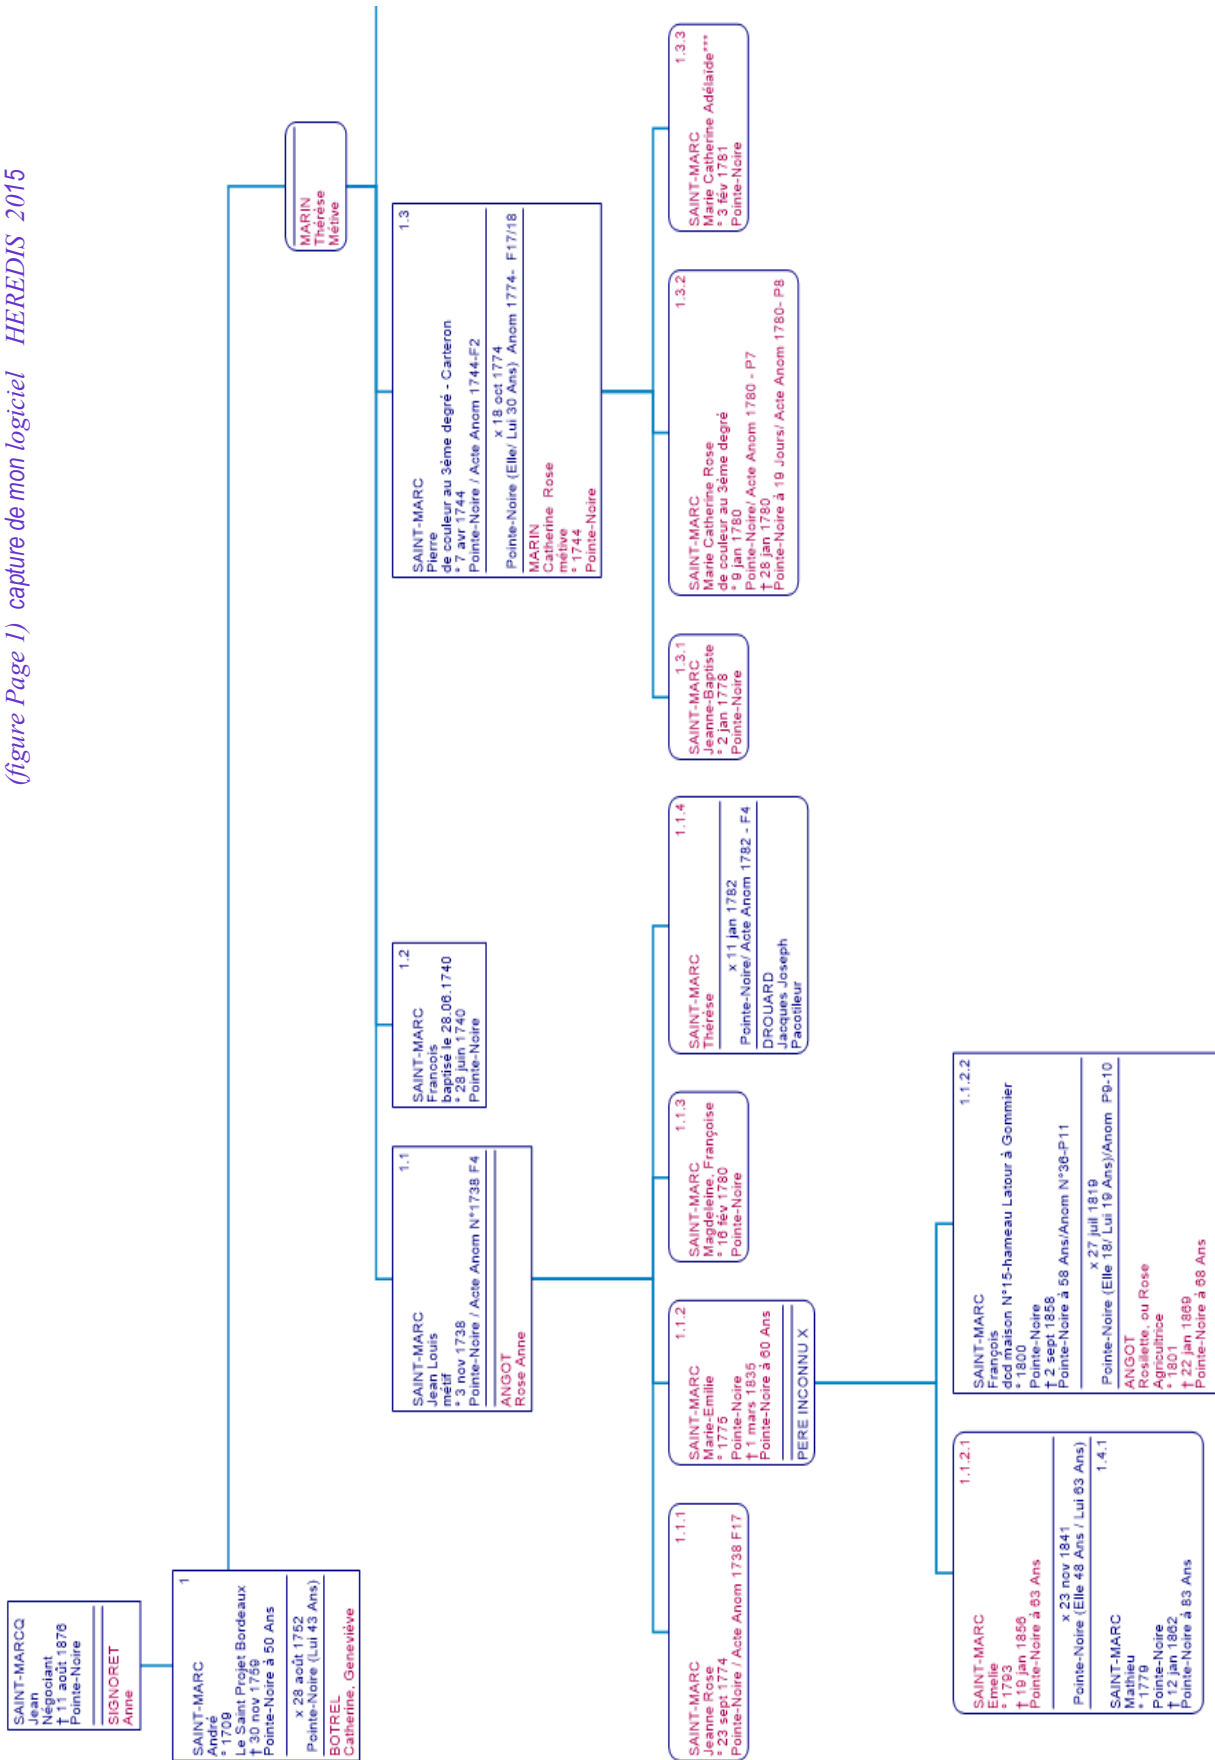 (figure Page 1) capture de mon logiciel HEREDIS 2015
SAINT-MARCQ
Jean
Négociant
† 11 août 1876
Pointe-Noire
SIGNORET
Anne
1
SAINT-MARC
André
° 1709
Le Saint Projet Bordeaux
† 30 nov 1759
Pointe-Noire à 50 Ans
x 28 août 1752
Pointe-Noire (Lui 43 Ans)
BOTREL
Catherine, Geneviève
MARIN
Thérèse
Métive
1.1
SAINT-MARC
Jean Louis
métif
° 3 nov 1738
Pointe-Noire / Acte Anom N°1738 F4
ANGOT
Rose Anne
1.2
SAINT-MARC
Francois
baptisé le 28.06.1740
° 28 juin 1740
Pointe-Noire
1.3
SAINT-MARC
Pierre
de couleur au 3ème degré - Carteron
° 7 avr 1744
Pointe-Noire / Acte Anom 1744-F2
x 18 oct 1774
Pointe-Noire (Elle/ Lui 30 Ans) Anom 1774- F17/18
MARIN
Catherine Rose
métive
° 1744
Pointe-Noire
1.1.1
SAINT-MARC
Jeanne Rose
° 23 sept 1774
Pointe-Noire / Acte Anom 1738 F17
1.1.2
SAINT-MARC
Marie-Emilie
° 1775
Pointe-Noire
† 1 mars 1835
Pointe-Noire à 60 Ans
PERE INCONNU X
1.1.3
SAINT-MARC
Magdeleine, Françoise
° 16 fév 1780
Pointe-Noire
1.1.4
SAINT-MARC
Thérèse
x 11 jan 1782
Pointe-Noire/ Acte Anom 1782 - F4
DROUARD
Jacques Joseph
Pacotilleur
1.3.1
SAINT-MARC
Jeanne-Baptiste
° 2 jan 1778
Pointe-Noire
1.3.2
SAINT-MARC
Marie Catherine Rose
de couleur au 3ème degré
° 9 jan 1780
Pointe-Noire/ Acte Anom 1780 - P7
† 28 jan 1780
Pointe-Noire à 19 Jours/ Acte Anom 1780- P8
1.3.3
SAINT-MARC
Marie Catherine Adélaïde***
° 3 fév 1781
Pointe-Noire
1.1.2.1
SAINT-MARC
Emelie
° 1793
† 19 jan 1856
Pointe-Noire à 63 Ans
x 23 nov 1841
Pointe-Noire (Elle 48 Ans / Lui 63 Ans)
1.4.1
SAINT-MARC
Mathieu
° 1779
Pointe-Noire
† 12 jan 1862
Pointe-Noire à 83 Ans
1.1.2.2
SAINT-MARC
François
dcd maison N°15-hameau Latour à Gommier
° 1800
Pointe-Noire
† 2 sept 1858
Pointe-Noire à 58 Ans/Anom N°36-P11
x 27 juil 1819
Pointe-Noire (Elle 18/ Lui 19 Ans)/Anom P9-10
ANGOT
Rosilette, ou Rose
Agricultrice
° 1801
† 22 jan 1869
Pointe-Noire à 68 Ans